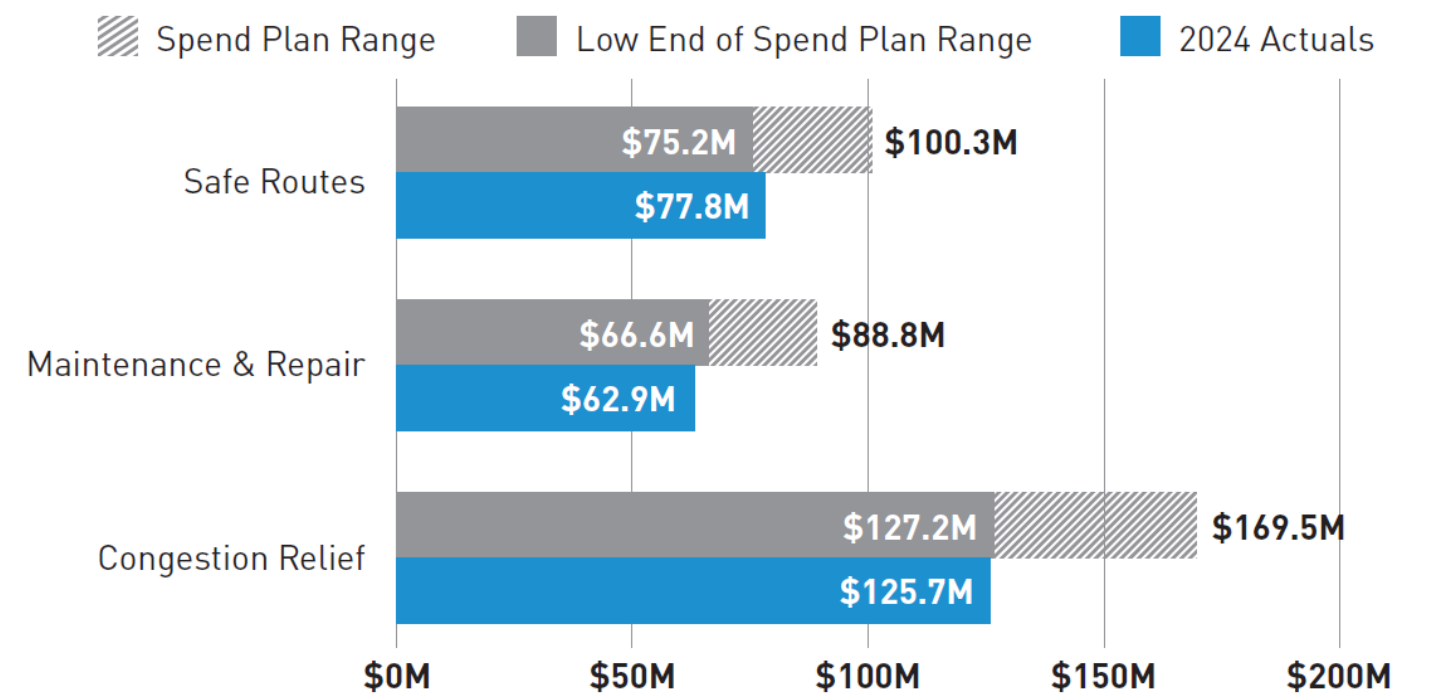 Spend Plan Range Low End of Spend Plan Range 2024 Actuals
Safe Routes
$75.2M $100.3M
$77.8M
Maintenance & Repair
$66.6M $88.8M
$62.9M
Congestion Relief
$127.2M $169.5M
$125.7M
$0M $50M $100M $150M $200M